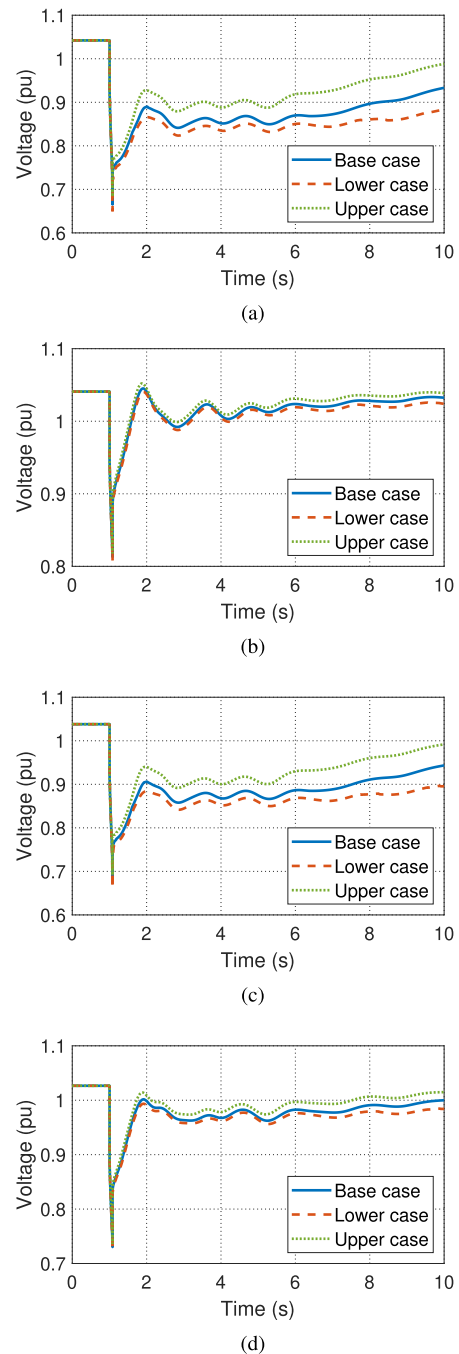 1.1
1
0.9
0.8
0.7
0.6
Voltage (pu)
Base case
Lower case
Upper case
0 2 4 6 8 10
Time (s)
(a)
1.1
1
0.9
0.8
Voltage (pu)
Base case
Lower case
Upper case
0 2 4 6 8 10
Time (s)
(b)
1.1
1
0.9
0.8
0.7
0.6
Voltage (pu)
Base case
Lower case
Upper case
0 2 4 6 8 10
Time (s)
(c)
1.1
1
0.9
0.8
0.7
Voltage (pu)
Base case
Lower case
Upper case
0 2 4 6 8 10
Time (s)
(d)